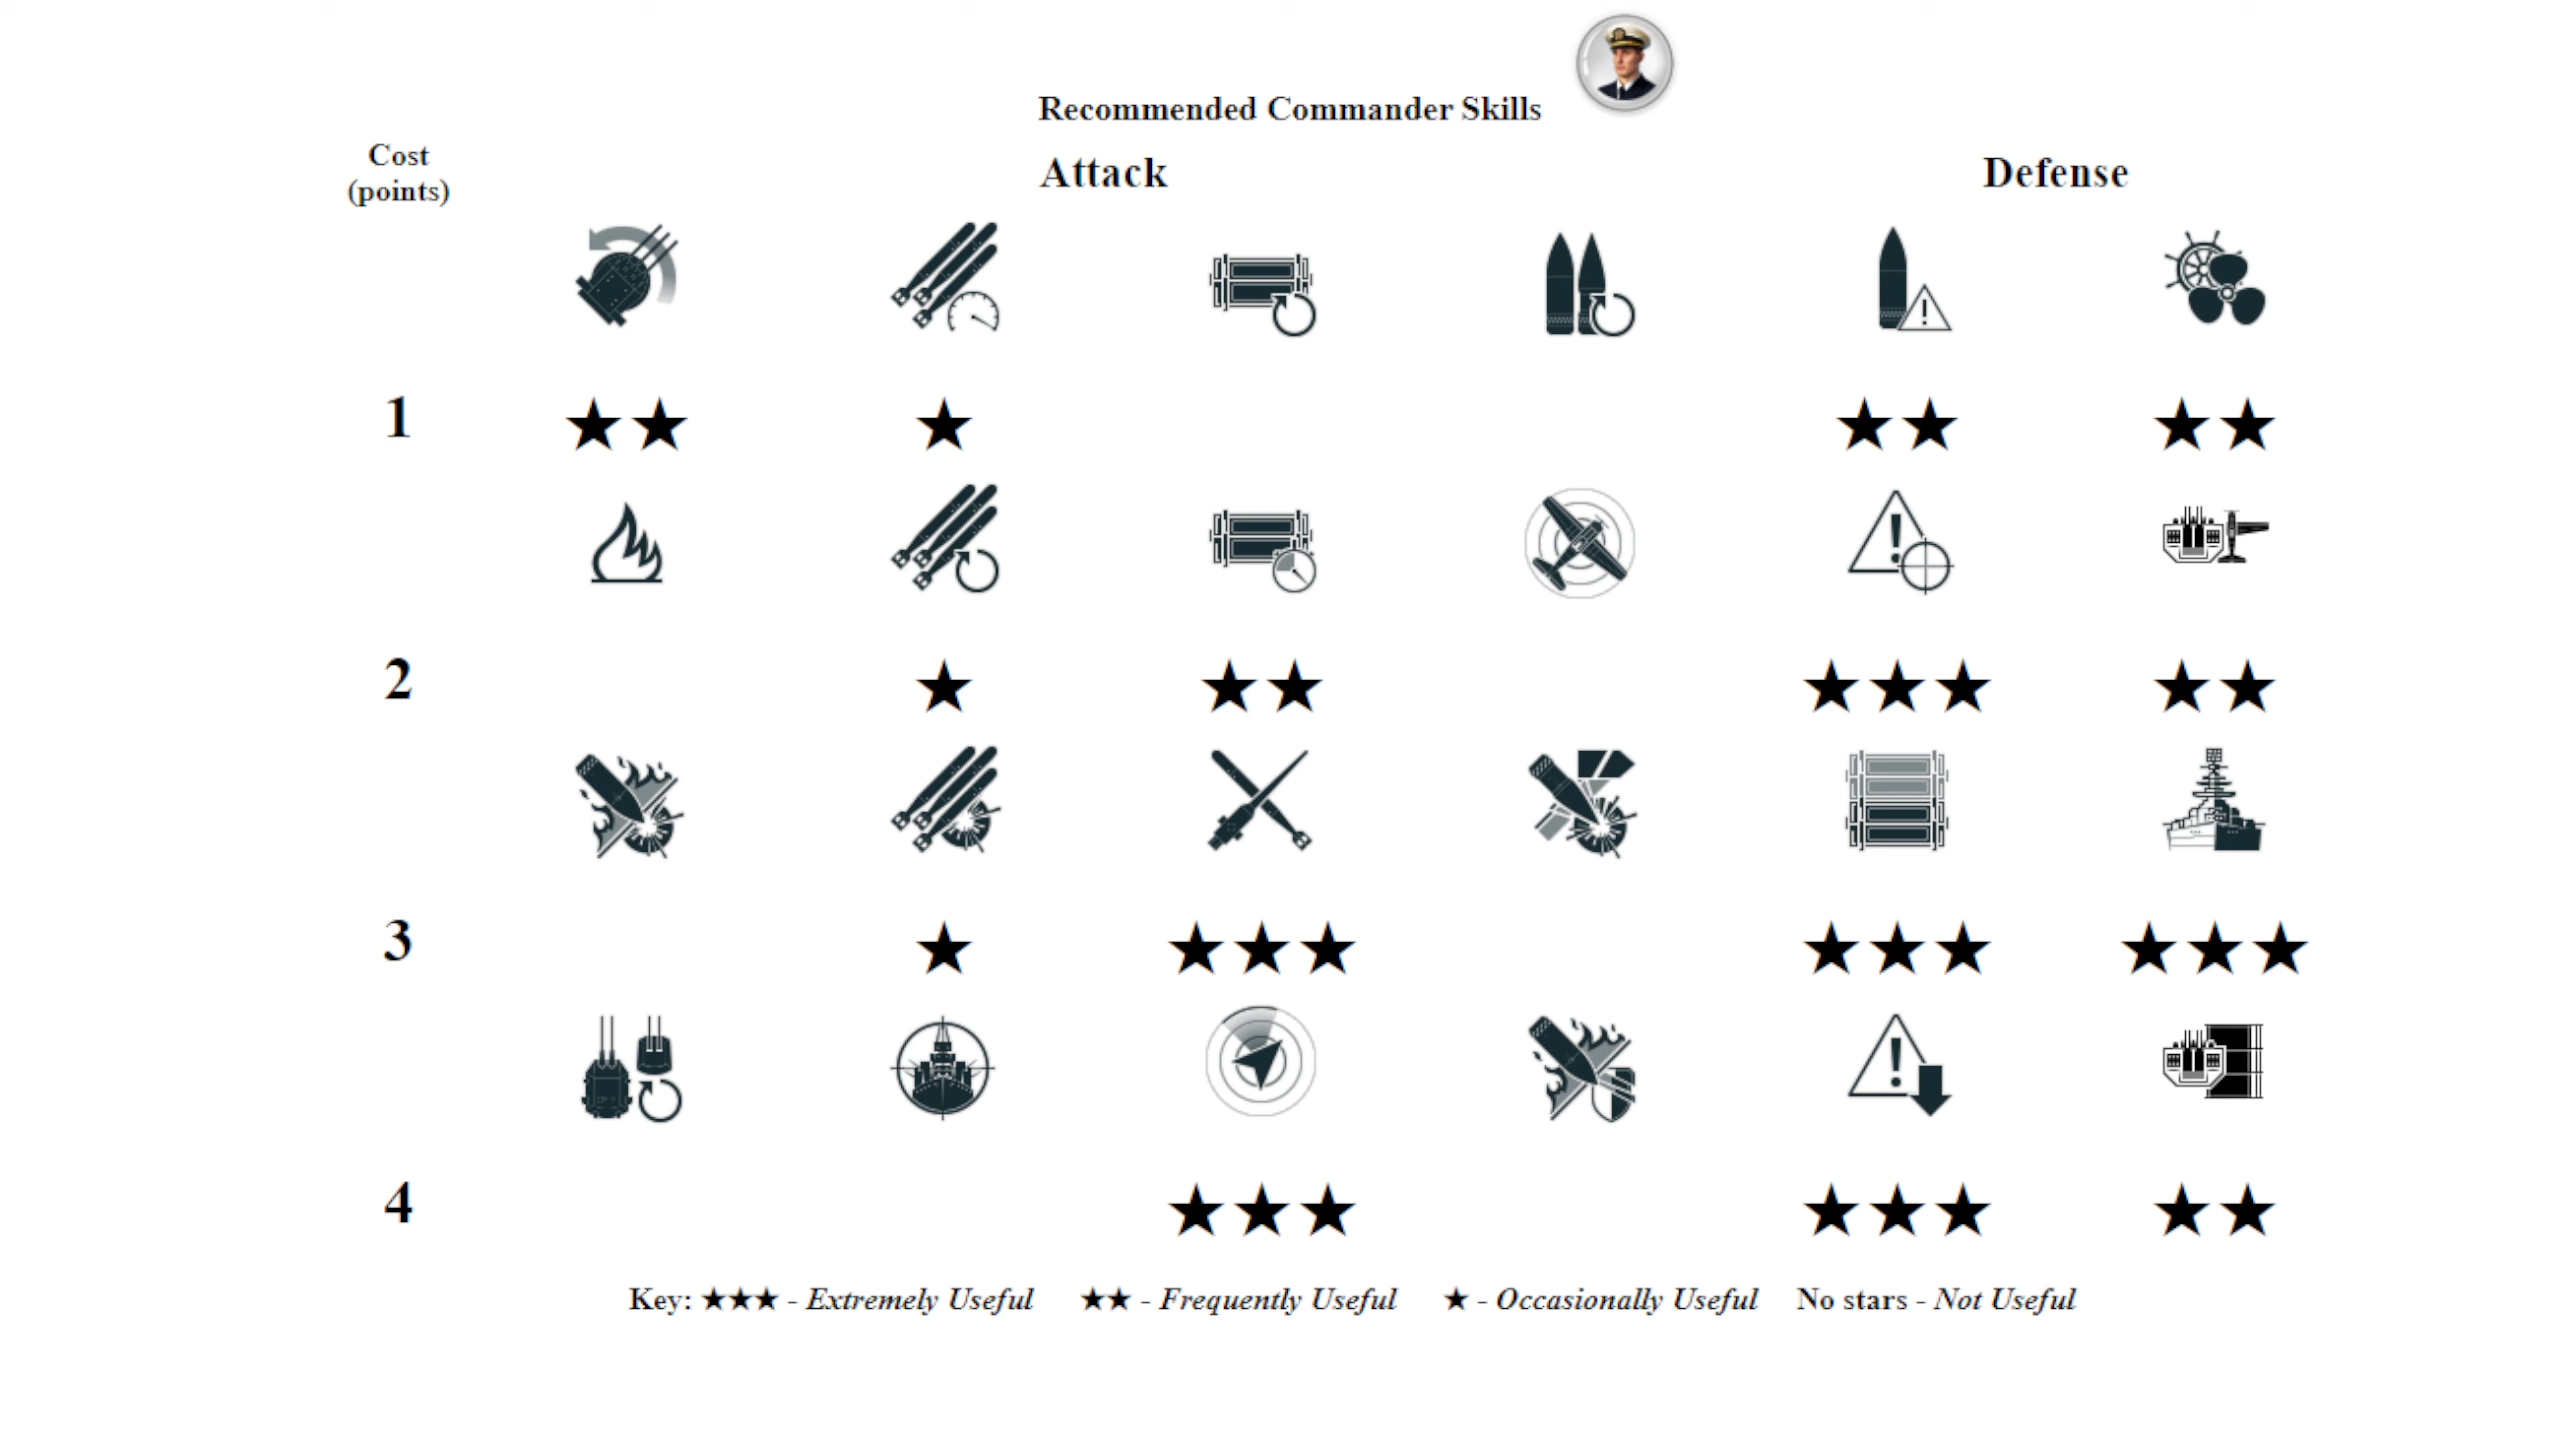 Recommended Commander Skills
Cost
(points)
Attack
Defense
1 ★★ ★ ★★ ★★
2 ★ ★★ ★★★ ★★
3 ★ ★★★ ★★★ ★★★
4 ★★★ ★★★ ★★
Key: ★★★ - Extremely Useful ★★ - Frequently Useful ★ - Occasionally Useful No stars - Not Useful